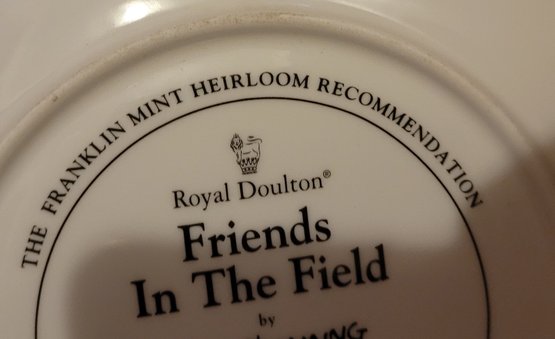 THE FRANKLIN MINT HEIRLOOM RECOMMENDATION
Royal Doulton®
Friends
In The Field
by